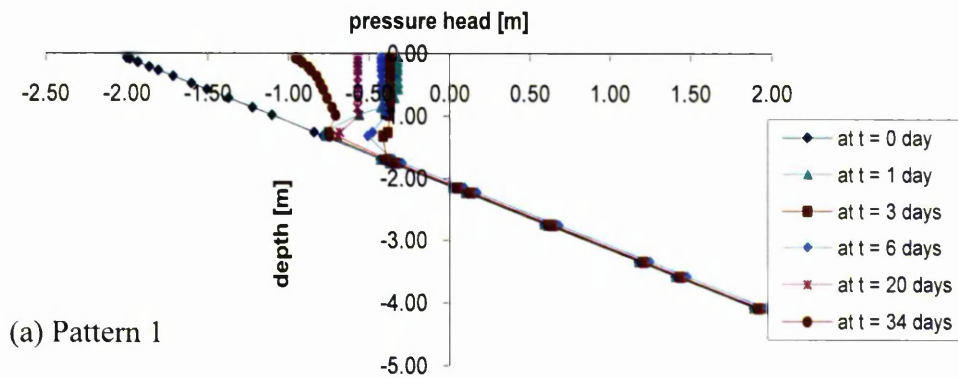 pressure head [m]
0.00
-2.50 -2.00 -1.50 -1.00 -0.50 0.00 0.50 1.00 1.50 2.00
-1.00
-2.00
-3.00
-4.00
-5.00
depth [m]
at t = 0 day
at t = 1 day
at t = 3 days
at t = 6 days
at t = 20 days
at t = 34 days
(a) Pattern 1